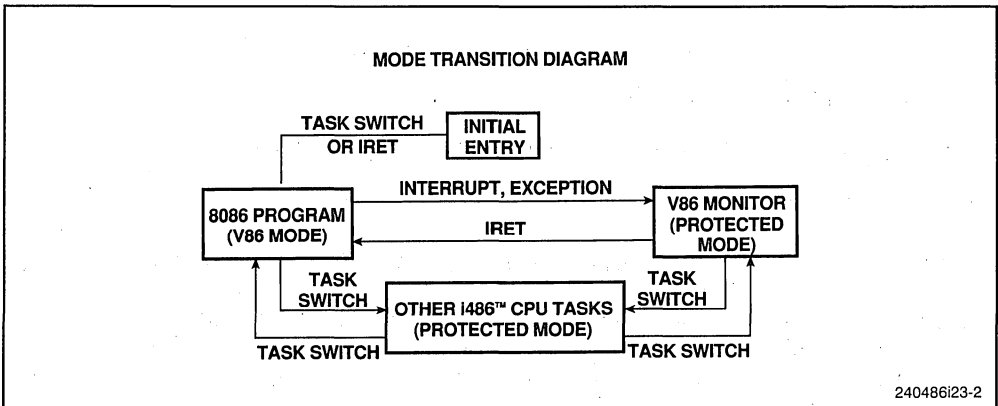 MODE TRANSITION DIAGRAM
TASK SWITCH
OR IRET
INITIAL
ENTRY
INTERRUPT, EXCEPTION
8086 PROGRAM
(V86 MODE)
V86 MONITOR
(PROTECTED
MODE)
IRET
TASK
SWITCH
TASK
SWITCH
OTHER i486™ CPU TASKS
(PROTECTED MODE)
TASK SWITCH
TASK SWITCH
240486i23-2